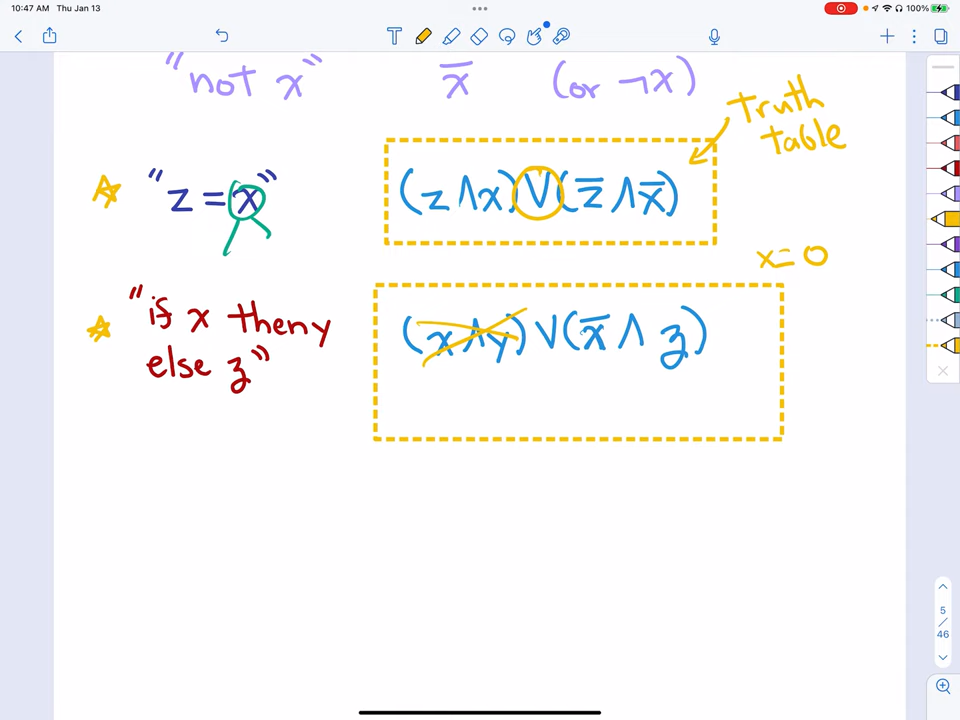 10:47 AM Thu Jan 13
100%
"not x" x̅ (or ¬x)
Truth
table
"z = x"
(z ∧ x) ∨ (z̅ ∧ x̅)
x = 0
"if x then y
else z"
(x ∧ y) ∨ (x̅ ∧ z)
5
/
46